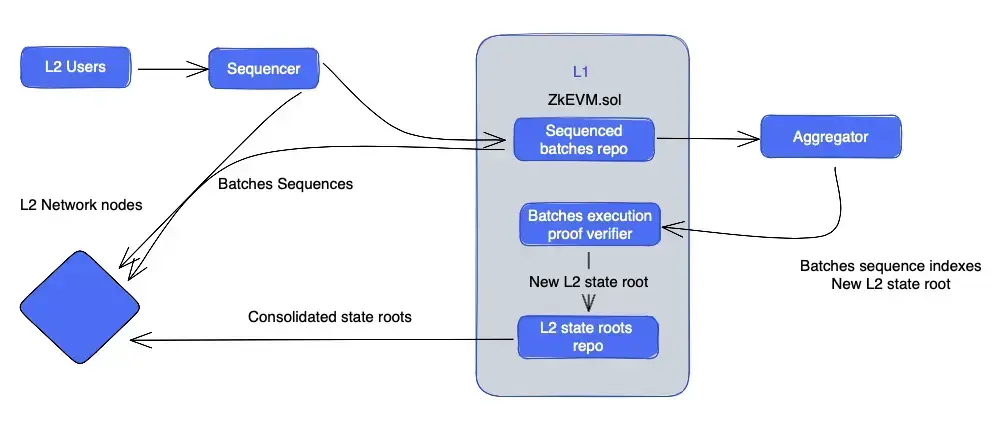 L2 Users
Sequencer
L1
ZkEVM.sol
Sequenced
batches repo
Aggregator
Batches Sequences
L2 Network nodes
Batches execution
proof verifier
Batches sequence indexes
New L2 state root
New L2 state root
Consolidated state roots
L2 state roots
repo